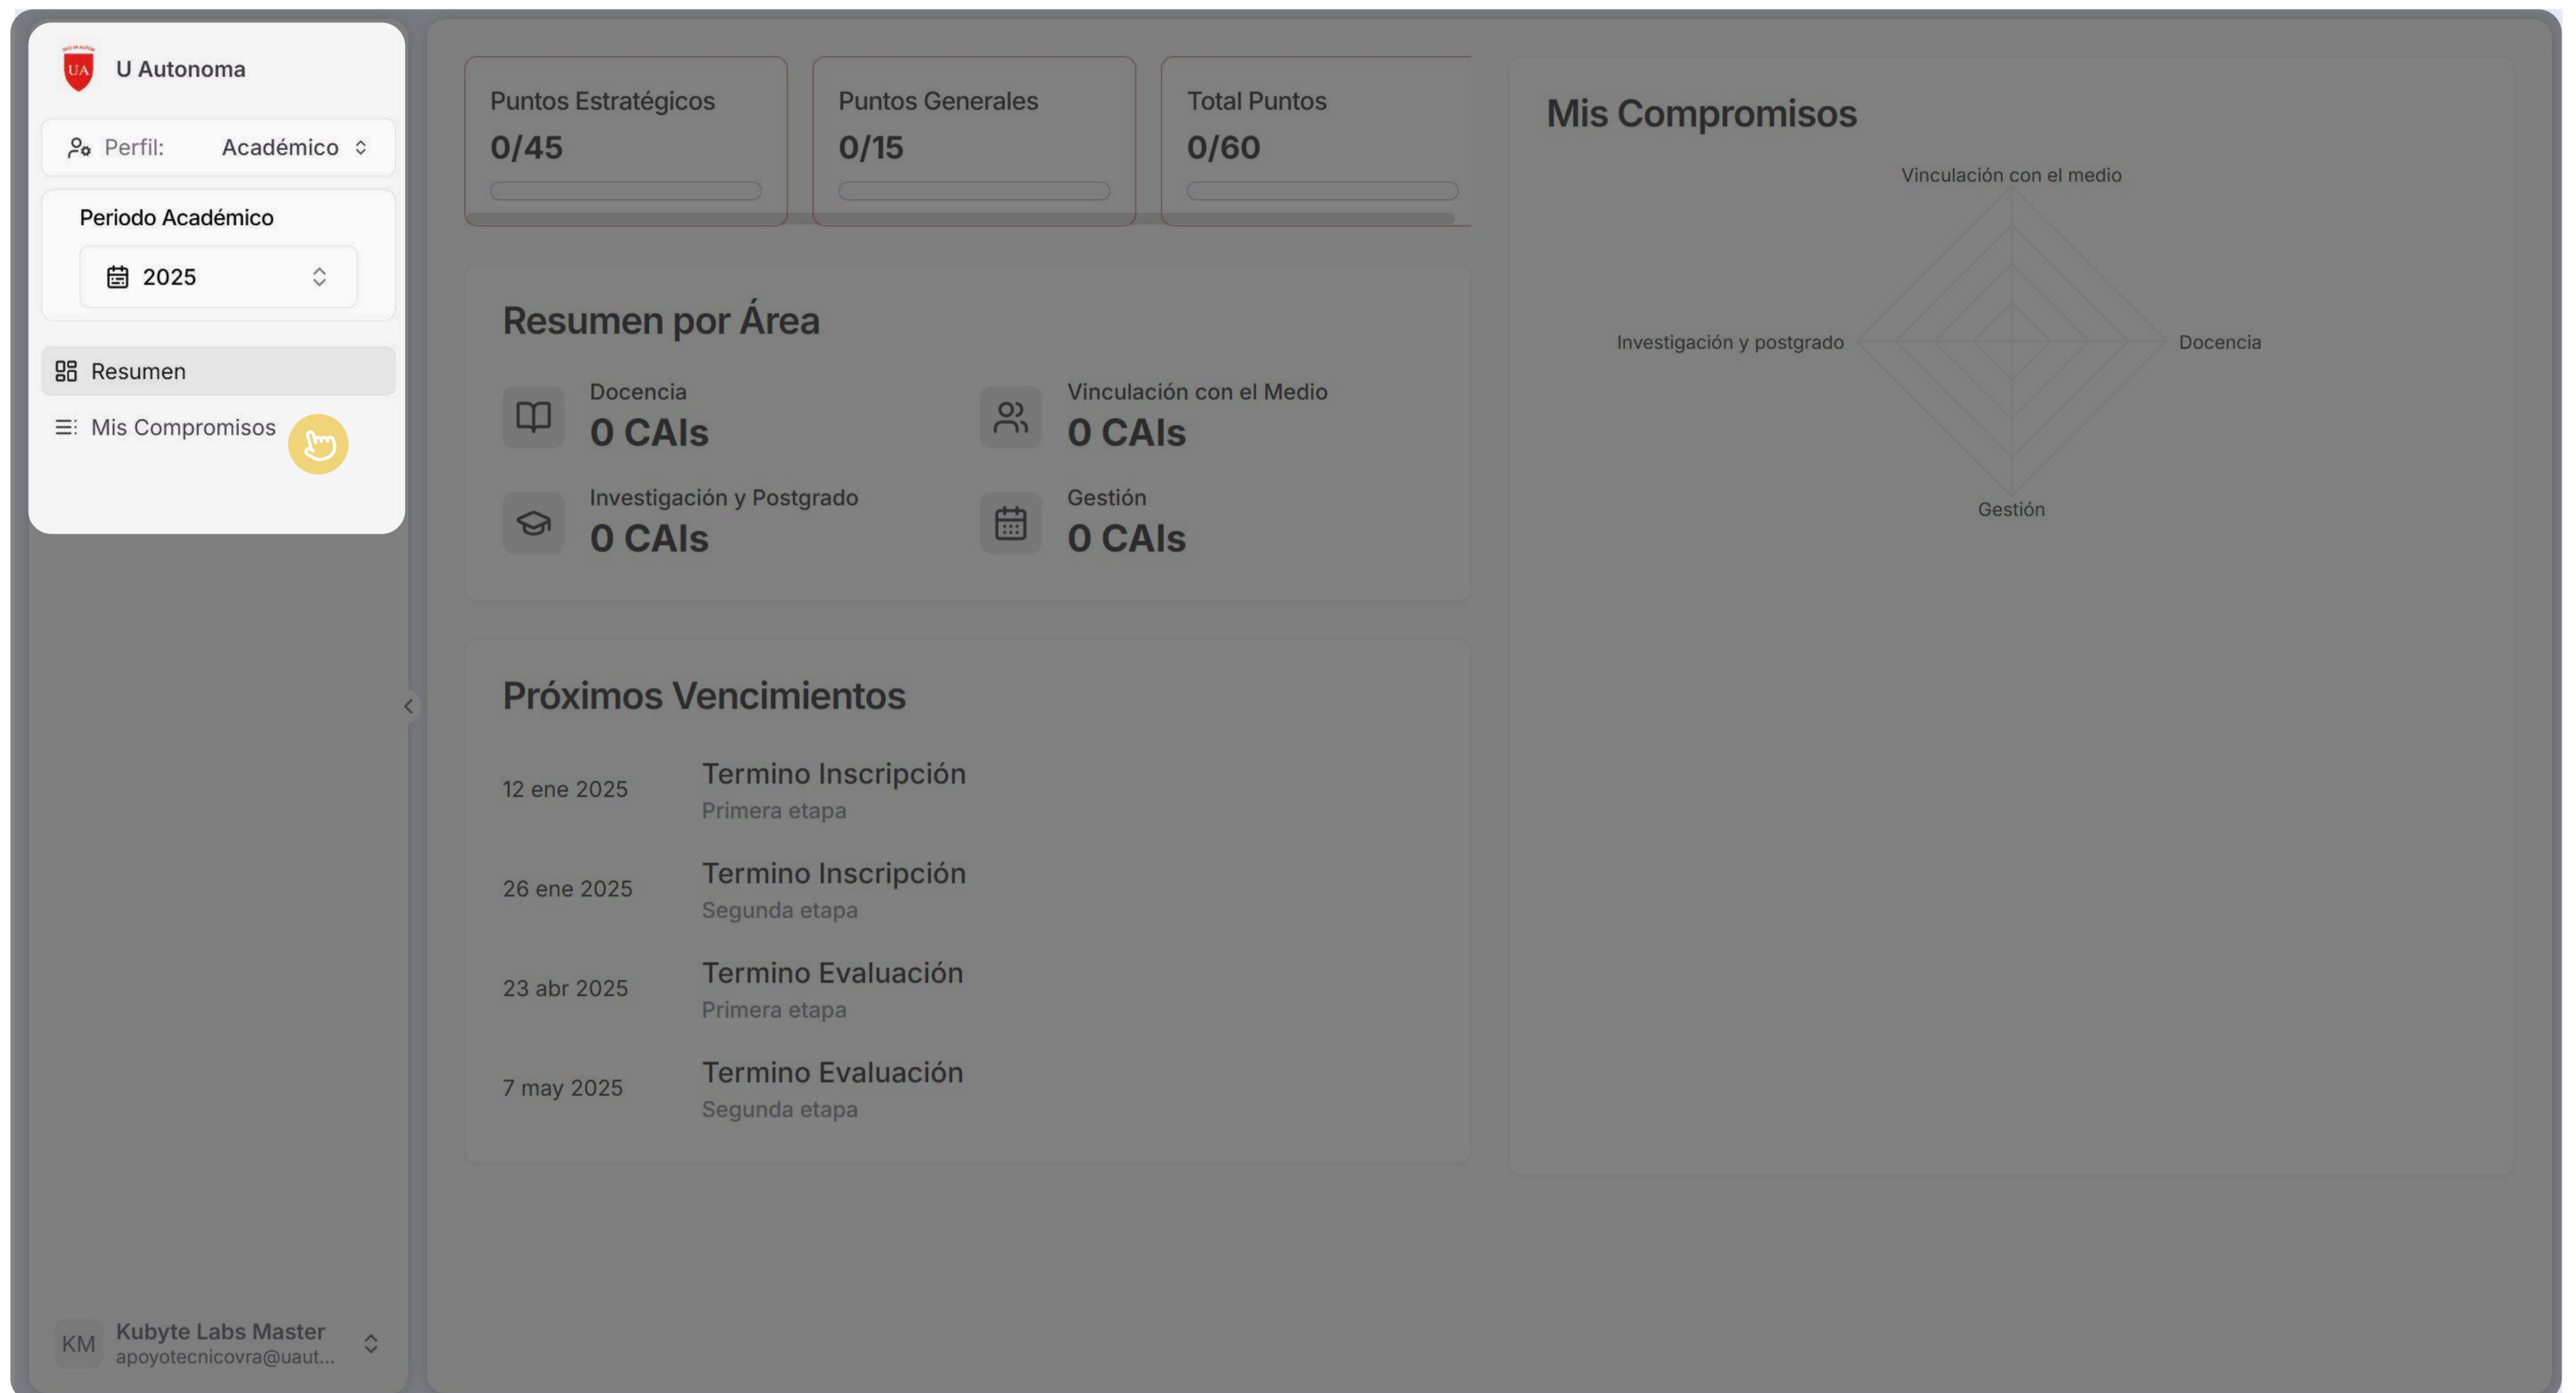 UA
U Autonoma
Perfil: Académico
Periodo Académico
2025
Resumen
Mis Compromisos
Puntos Estratégicos
0/45
Puntos Generales
0/15
Total Puntos
0/60
Resumen por Área
Docencia
0 CAIs
Vinculación con el Medio
0 CAIs
Investigación y Postgrado
0 CAIs
Gestión
0 CAIs
Próximos Vencimientos
12 ene 2025
Termino Inscripción
Primera etapa
26 ene 2025
Termino Inscripción
Segunda etapa
23 abr 2025
Termino Evaluación
Primera etapa
7 may 2025
Termino Evaluación
Segunda etapa
Mis Compromisos
Vinculación con el medio
Investigación y postgrado
Docencia
Gestión
KM
Kubyte Labs Master
apoyotecnicovra@uaut...